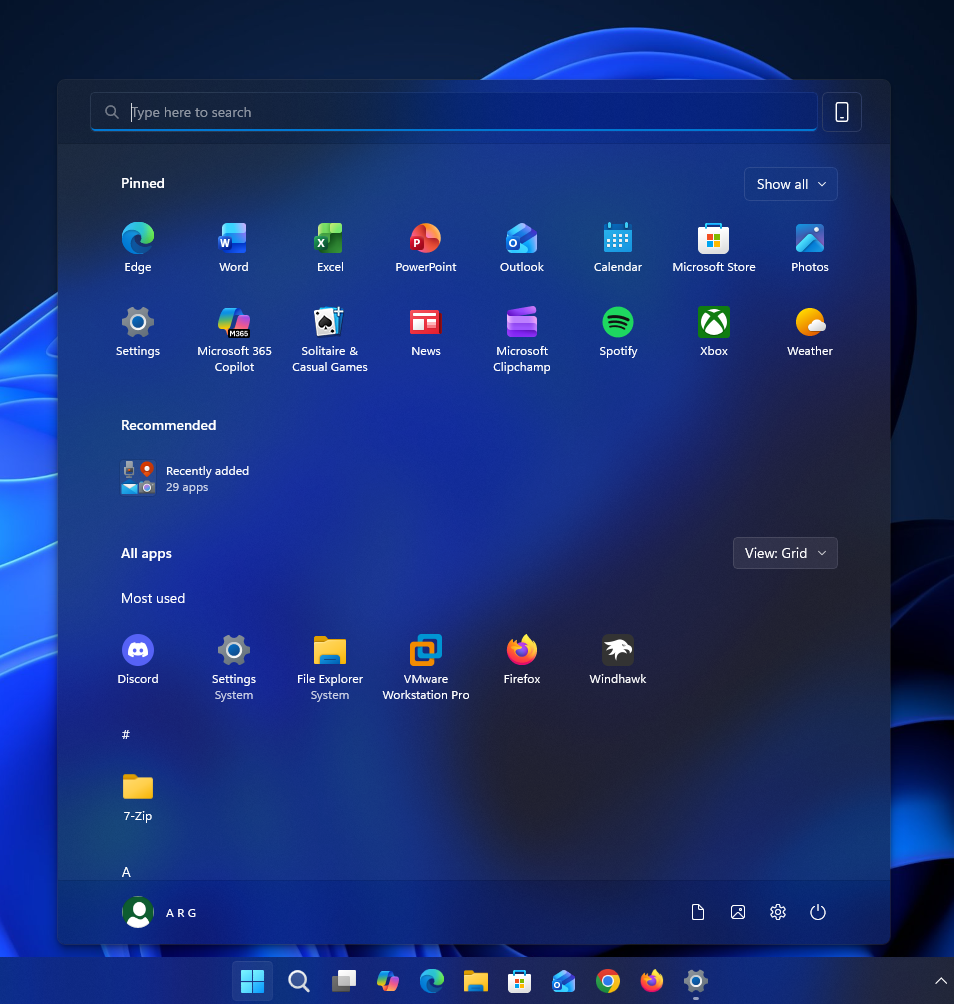 Type here to search
Pinned
Show all
Edge
Word
Excel
PowerPoint
Outlook
Calendar
Microsoft Store
Photos
Settings
Microsoft 365
Copilot
Solitaire &
Casual Games
News
Microsoft
Clipchamp
Spotify
Xbox
Weather
M365
Recommended
Recently added
29 apps
All apps
View: Grid
Most used
Discord
Settings
System
File Explorer
System
VMware
Workstation Pro
Firefox
Windhawk
#
7-Zip
A
A R G